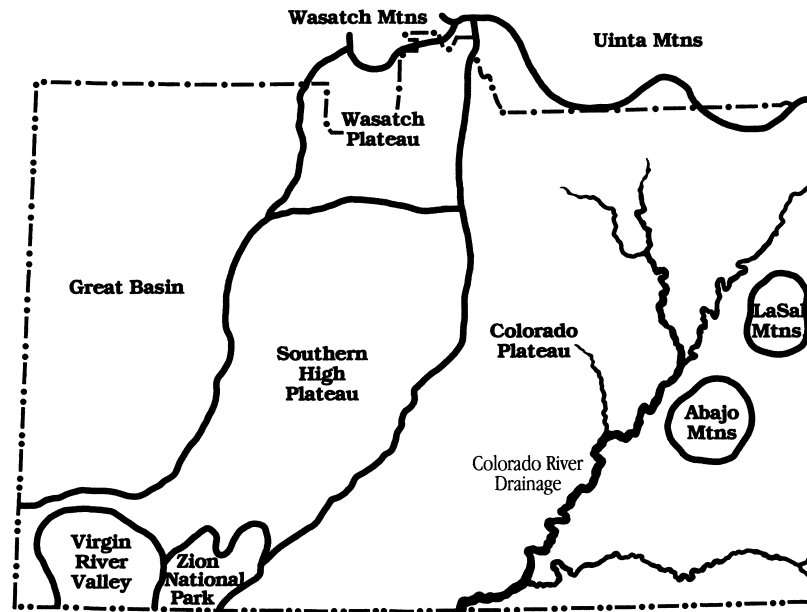 Wasatch Mtns
Uinta Mtns
Wasatch
Plateau
Great Basin
LaSal
Mtns
Colorado
Plateau
Southern
High
Plateau
Abajo
Mtns
Colorado River
Drainage
Virgin
River
Valley
Zion
National
Park